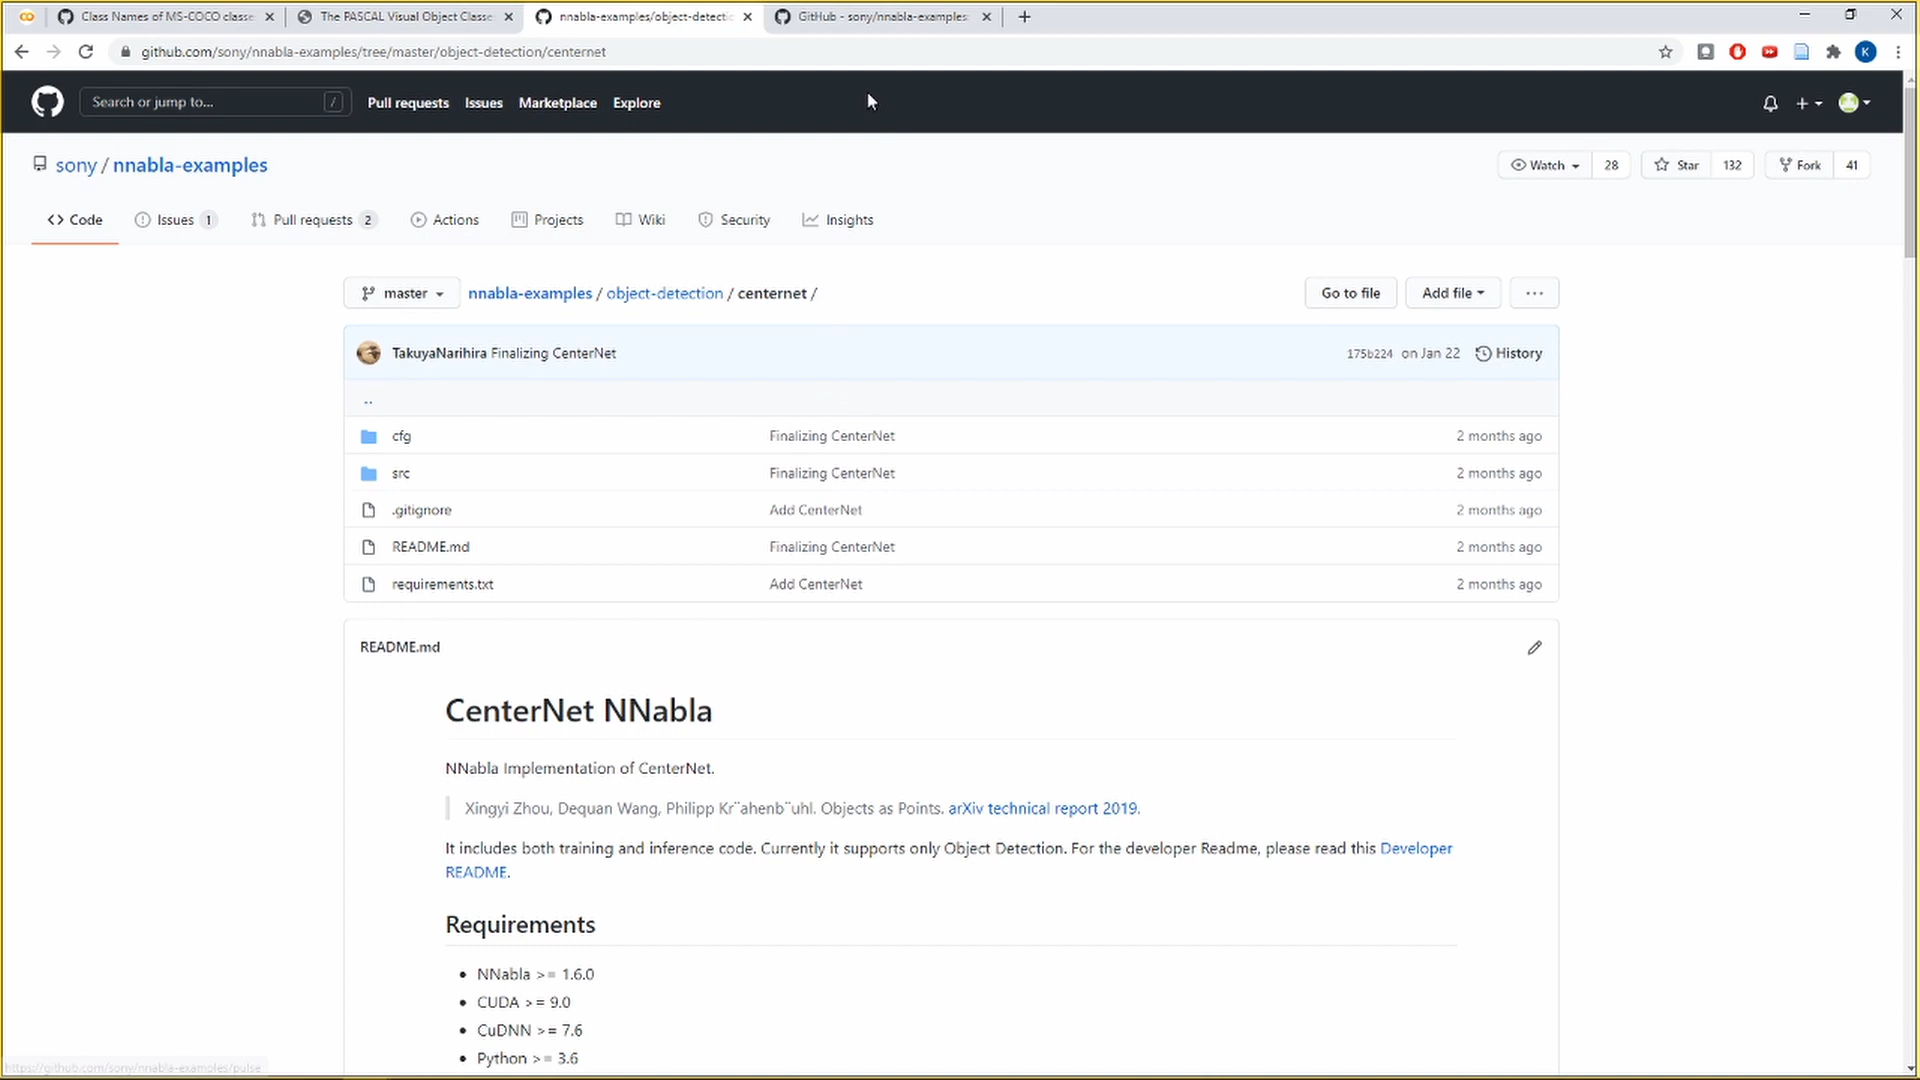 Class Names of MS-COCO classe
The PASCAL Visual Object Classe
nnabla-examples/object-detectic
GitHub - sony/nnabla-examples:
github.com/sony/nnabla-examples/tree/master/object-detection/centernet
K
Search or jump to...
/
Pull requests
Issues
Marketplace
Explore
sony / nnabla-examples
Watch 28
Star 132
Fork 41
Code
Issues 1
Pull requests 2
Actions
Projects
Wiki
Security
Insights
master
nnabla-examples / object-detection / centernet /
Go to file
Add file
...
TakuyaNarihira Finalizing CenterNet
175b224 on Jan 22 History
..
cfg Finalizing CenterNet 2 months ago
src Finalizing CenterNet 2 months ago
.gitignore Add CenterNet 2 months ago
README.md Finalizing CenterNet 2 months ago
requirements.txt Add CenterNet 2 months ago
README.md
CenterNet NNabla
NNabla Implementation of CenterNet.
Xingyi Zhou, Dequan Wang, Philipp Kr¨ahenb¨uhl. Objects as Points. arXiv technical report 2019.
It includes both training and inference code. Currently it supports only Object Detection. For the developer Readme, please read this Developer
README.
Requirements
• NNabla >= 1.6.0
• CUDA >= 9.0
• CuDNN >= 7.6
• Python >= 3.6
https://github.com/sony/nnabla-examples/pulse